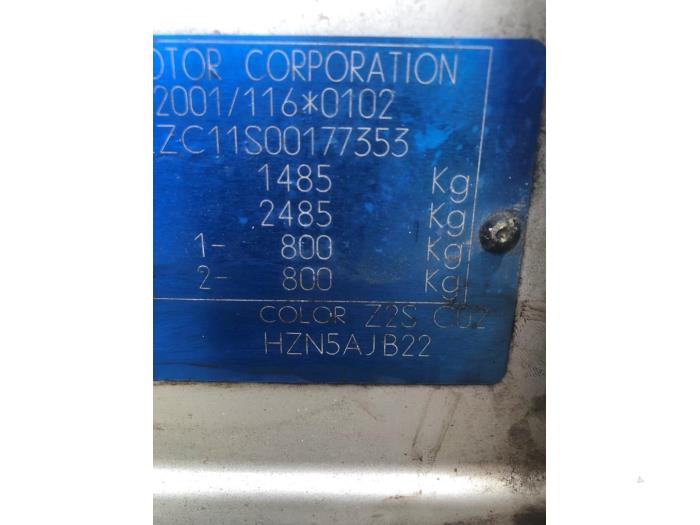 OTOR CORPORATION
2001/116*0102
ZC11S00177353
1485 Kg
2485 Kg
1- 800 Kg
2- 800 Kg
COLOR Z2S C02
HZN5AJB22